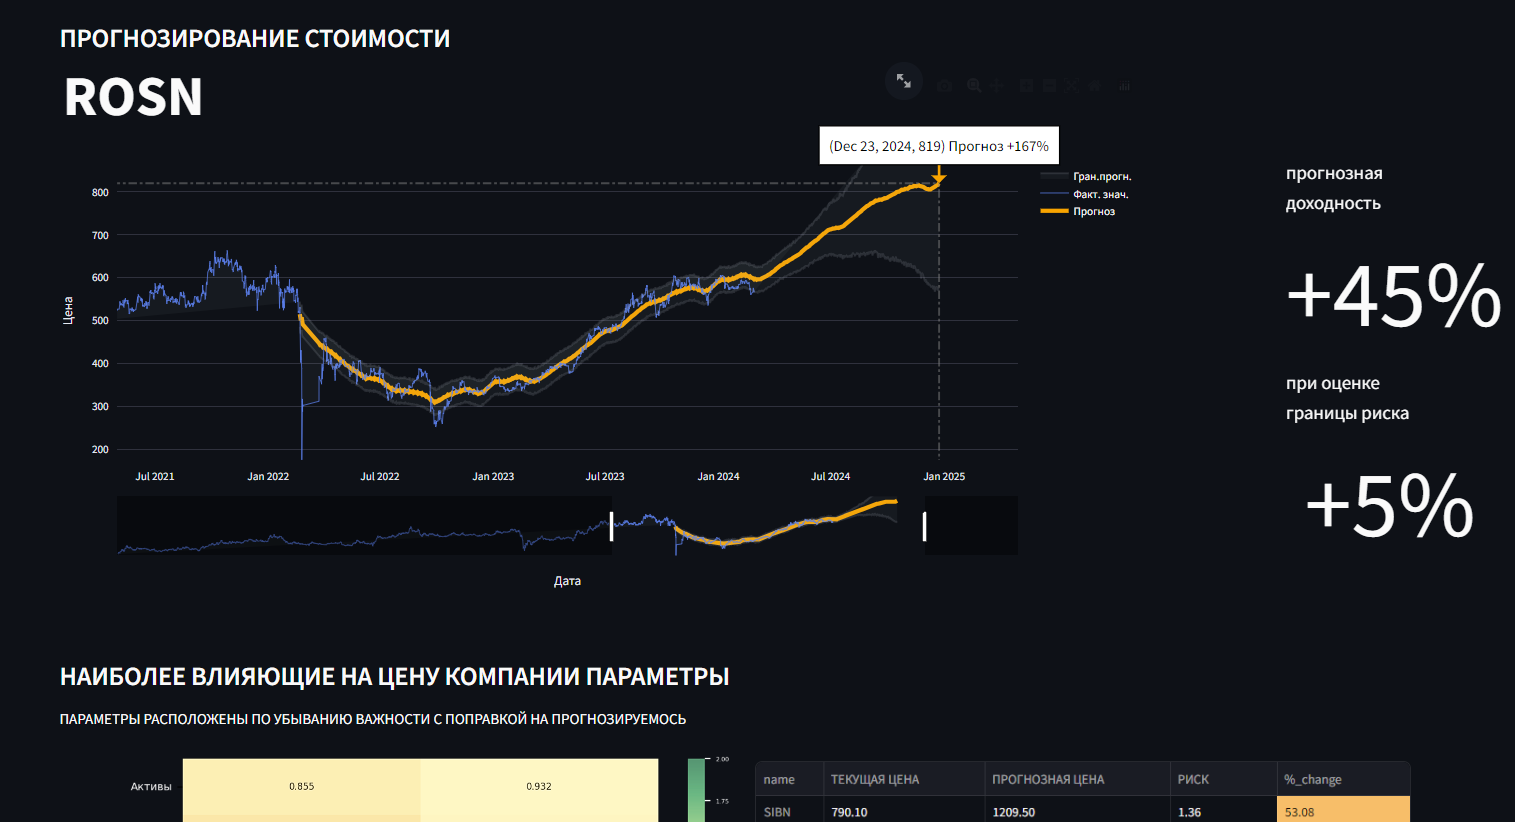 ПРОГНОЗИРОВАНИЕ СТОИМОСТИ
ROSN
(Dec 23, 2024, 819) Прогноз +167%
Гран.прогн.
Факт. знач.
Прогноз
Цена
800
700
600
500
400
300
200
Jul 2021
Jan 2022
Jul 2022
Jan 2023
Jul 2023
Jan 2024
Jul 2024
Jan 2025
Дата
прогнозная
доходность
+45%
при оценке
границы риска
+5%
НАИБОЛЕЕ ВЛИЯЮЩИЕ НА ЦЕНУ КОМПАНИИ ПАРАМЕТРЫ
ПАРАМЕТРЫ РАСПОЛОЖЕНЫ ПО УБЫВАНИЮ ВАЖНОСТИ С ПОПРАВКОЙ НА ПРОГНОЗИРУЕМОСЬ
Активы
0.855
0.932
2.00
1.75
name ТЕКУЩАЯ ЦЕНА ПРОГНОЗНАЯ ЦЕНА РИСК %_change
SIBN 790.10 1209.50 1.36 53.08